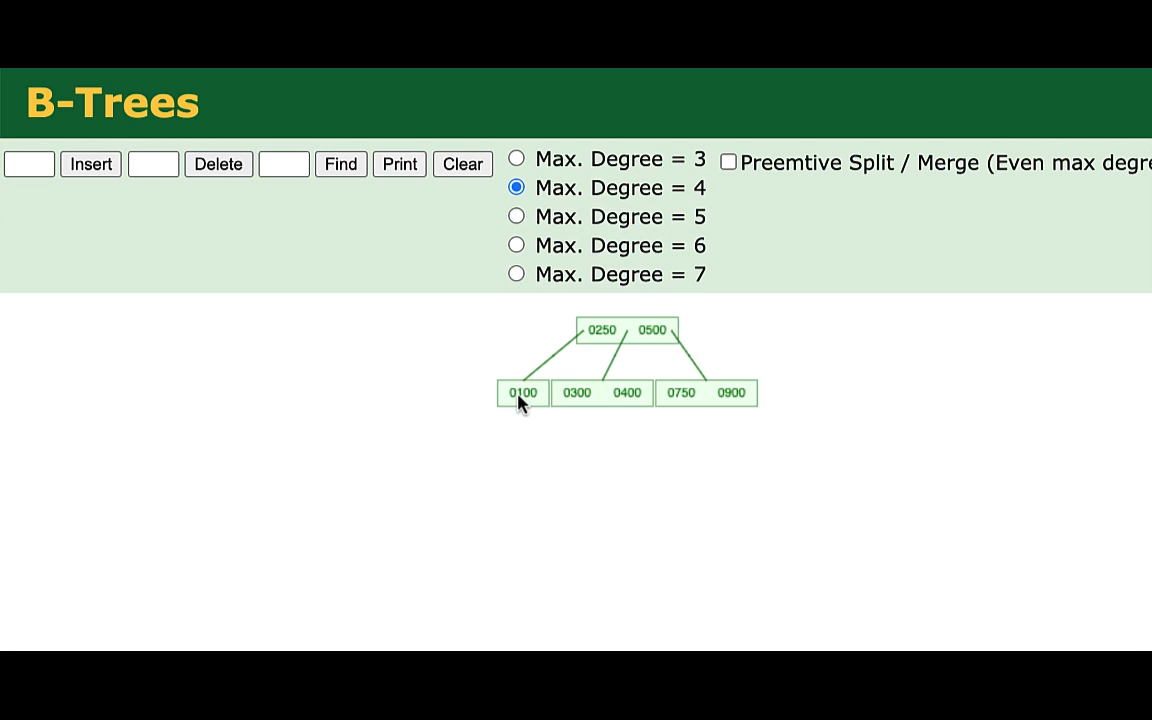 B-Trees
Insert Delete Find Print Clear
Max. Degree = 3
Max. Degree = 4
Max. Degree = 5
Max. Degree = 6
Max. Degree = 7
Preemtive Split / Merge (Even max degre
0250 0500
0100 0300 0400 0750 0900